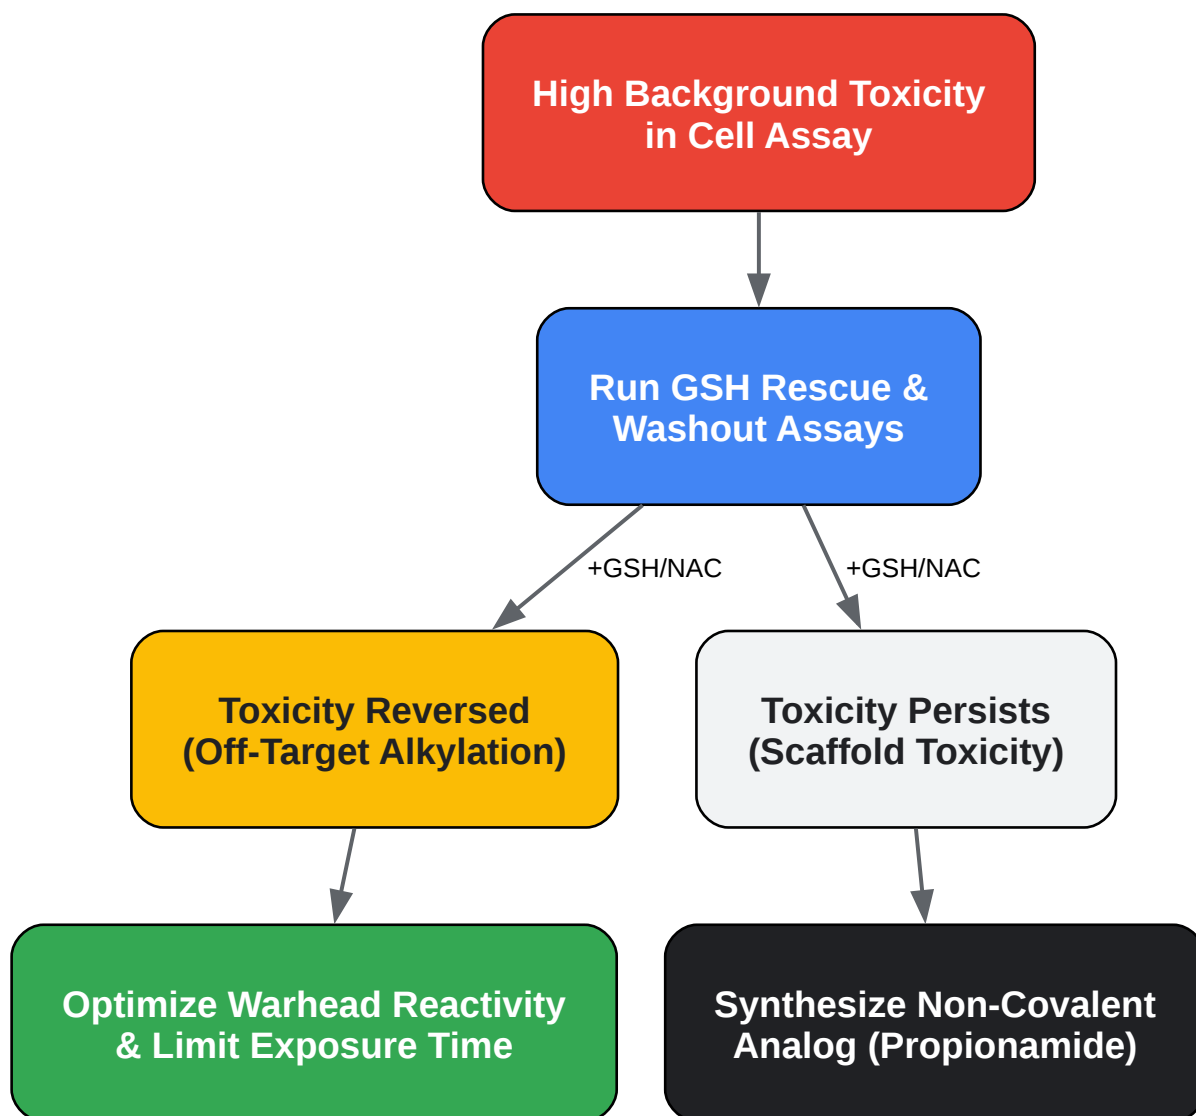 High Background Toxicity
in Cell Assay
Run GSH Rescue &
Washout Assays
+GSH/NAC
+GSH/NAC
Toxicity Reversed
(Off-Target Alkylation)
Toxicity Persists
(Scaffold Toxicity)
Optimize Warhead Reactivity
& Limit Exposure Time
Synthesize Non-Covalent
Analog (Propionamide)